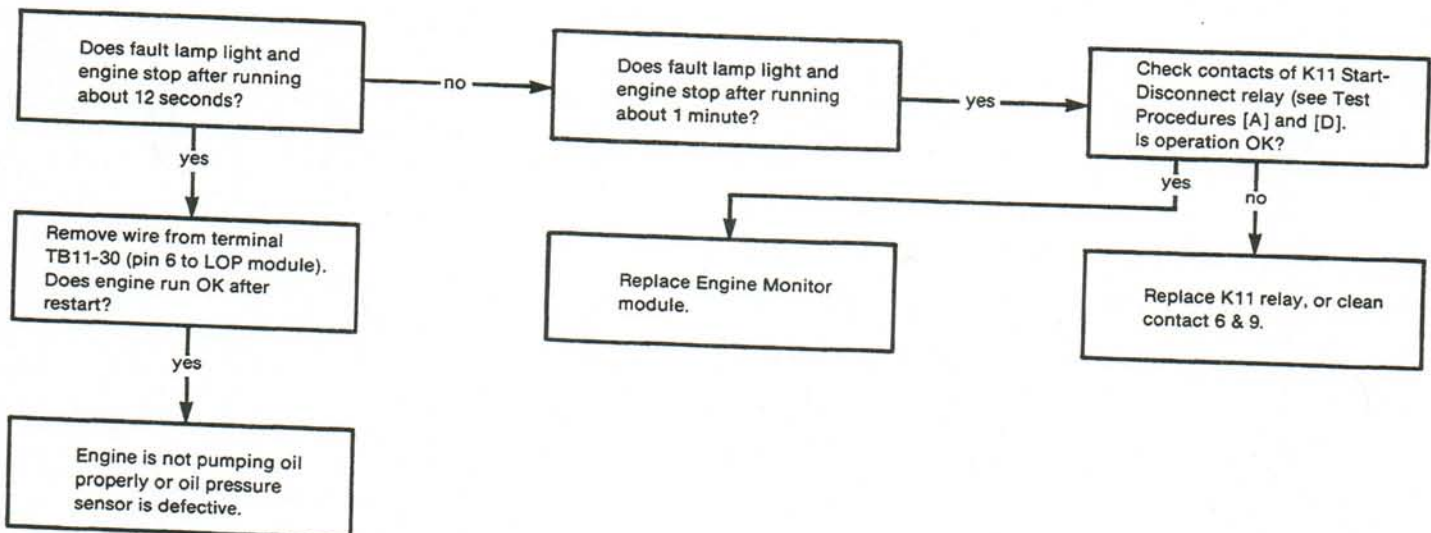 Does fault lamp light and
engine stop after running
about 12 seconds?
no
Does fault lamp light and
engine stop after running
about 1 minute?
yes
Check contacts of K11 Start-
Disconnect relay (see Test
Procedures [A] and [D].
Is operation OK?
yes
Remove wire from terminal
TB11-30 (pin 6 to LOP module).
Does engine run OK after
restart?
yes
Replace Engine Monitor
module.
no
Replace K11 relay, or clean
contact 6 & 9.
yes
Engine is not pumping oil
properly or oil pressure
sensor is defective.